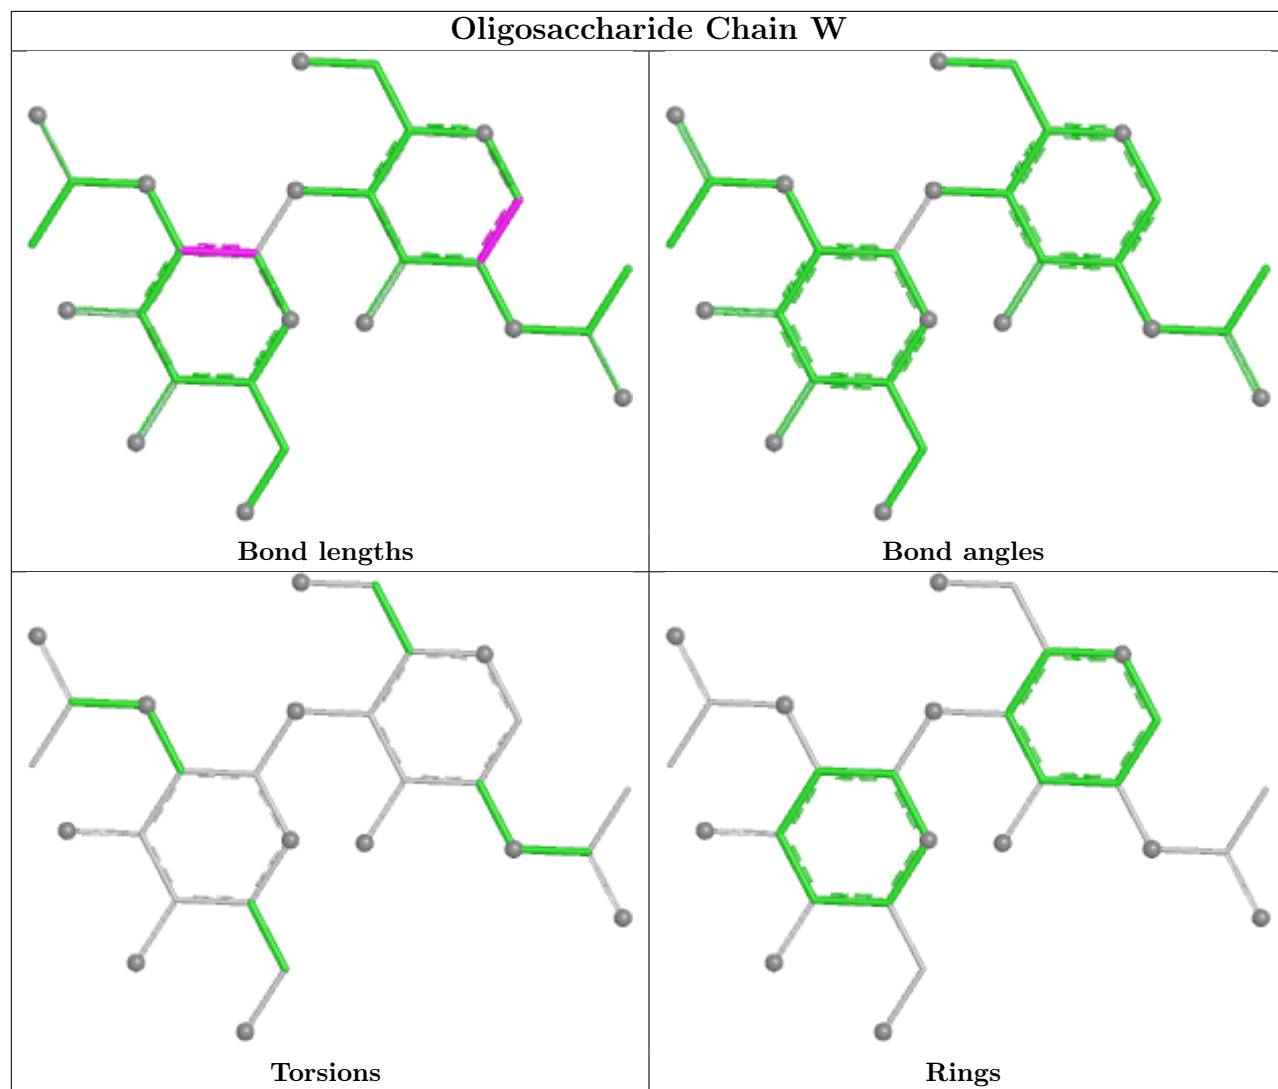 Oligosaccharide Chain W
Bond lengths
Bond angles
Torsions
Rings